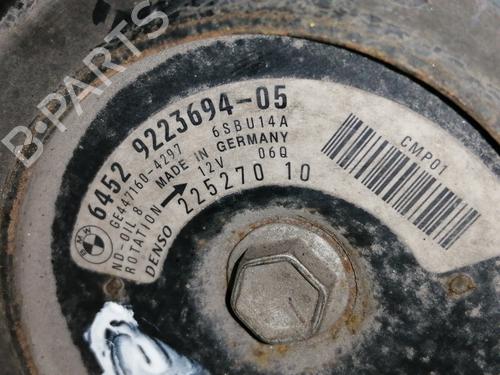 B-PARTS
BMW
6452 9223694-05
GE447160-4297 6SBU14A
ND-OIL 8 MADE IN GERMANY
ROTATION 12V 06Q
DENSO 225270 10
CMP01